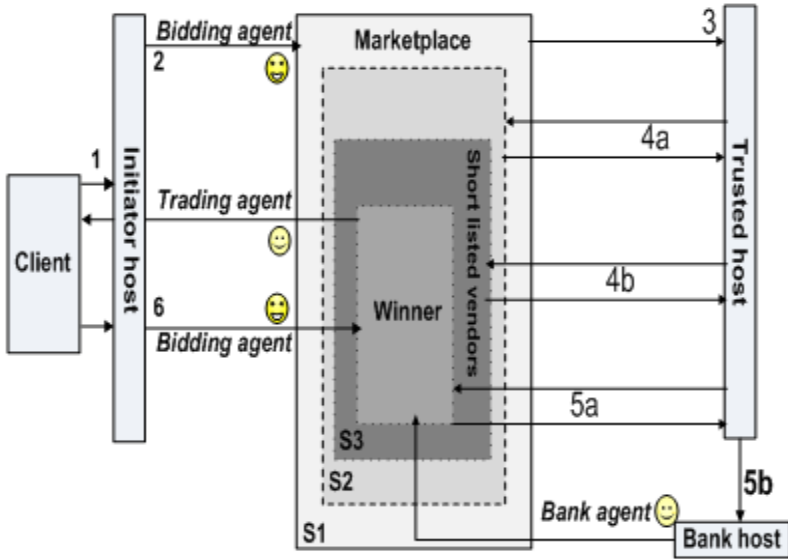 Bidding agent
2
Marketplace
3
4a
1
Initiator host
Short listed vendors
Trusted host
Trading agent
Client
4b
Winner
6
Bidding agent
5a
S3
S2
5b
Bank agent
S1
Bank host